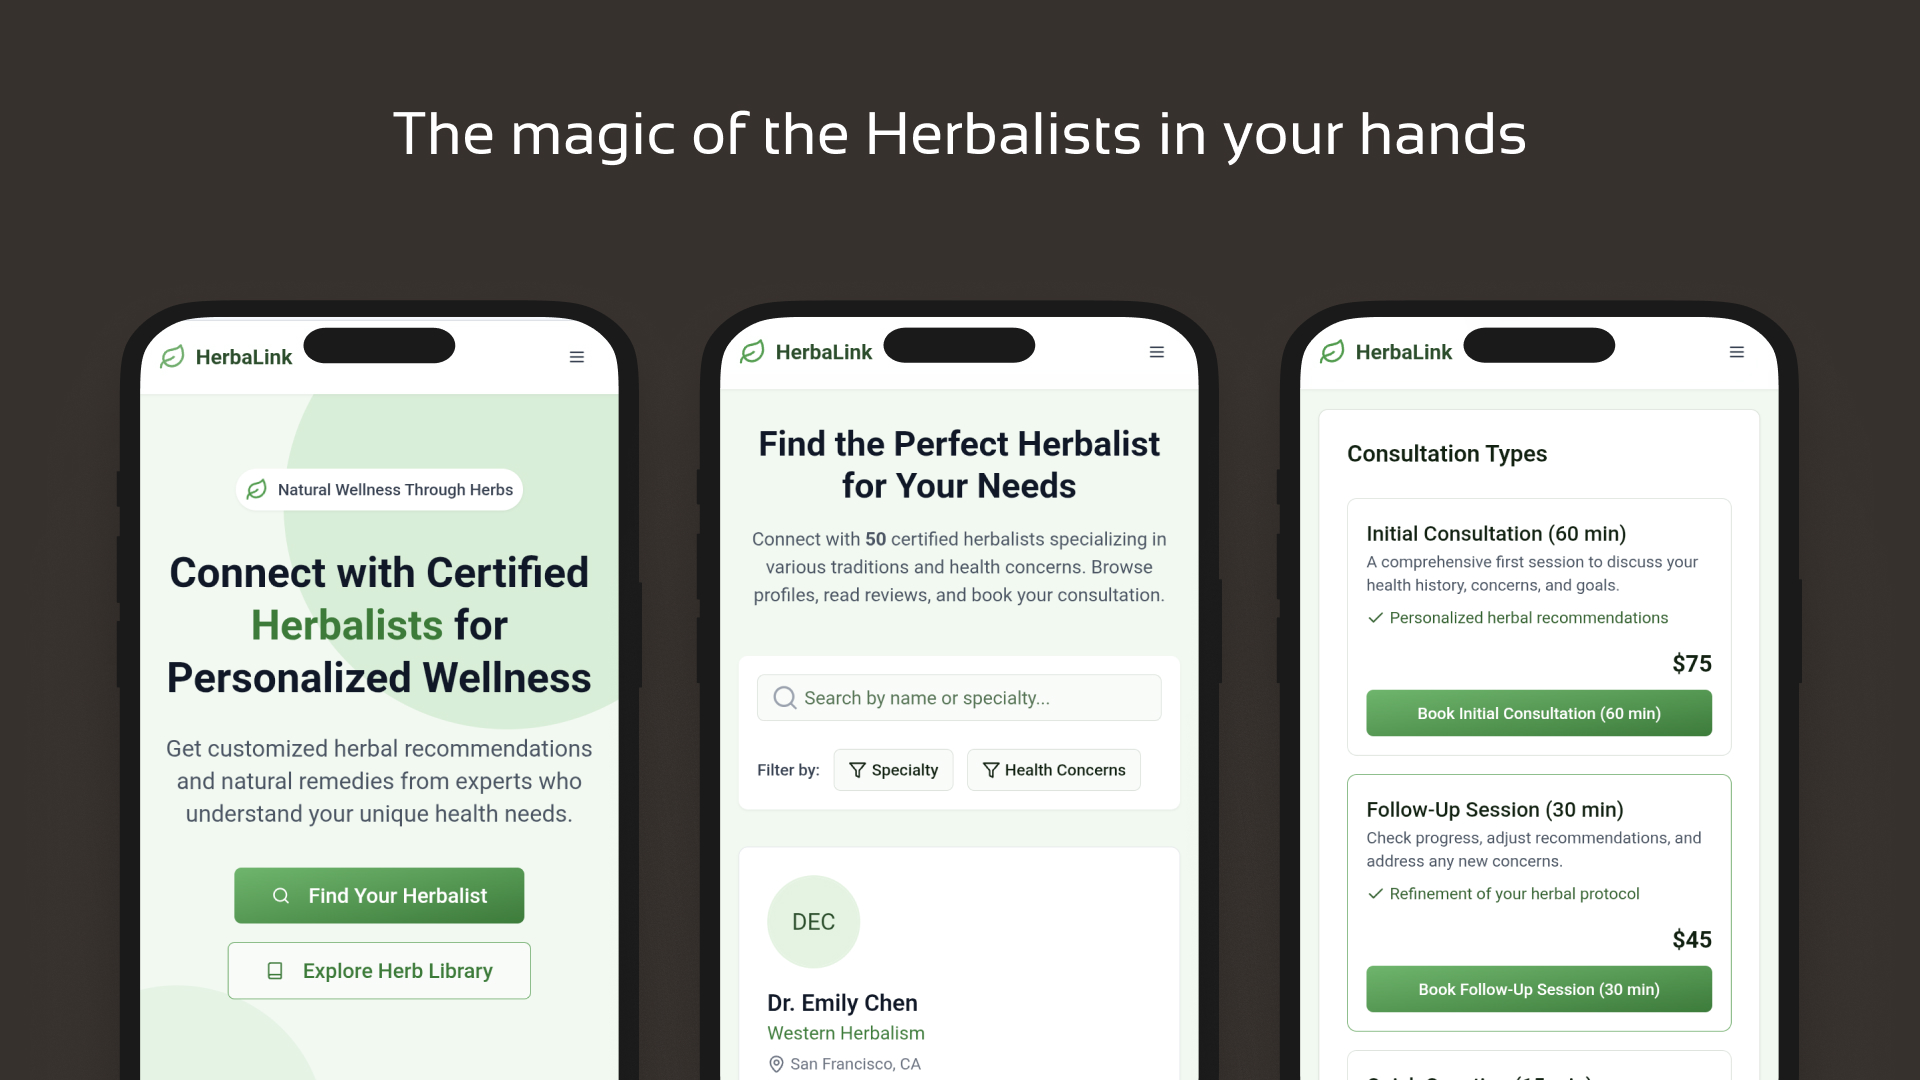 The magic of the Herbalists in your hands
HerbaLink
Natural Wellness Through Herbs
Connect with Certified
Herbalists for
Personalized Wellness
Get customized herbal recommendations
and natural remedies from experts who
understand your unique health needs.
Find Your Herbalist
Explore Herb Library
HerbaLink
Find the Perfect Herbalist
for Your Needs
Connect with 50 certified herbalists specializing in
various traditions and health concerns. Browse
profiles, read reviews, and book your consultation.
Search by name or specialty...
Filter by: Specialty Health Concerns
DEC
Dr. Emily Chen
Western Herbalism
San Francisco, CA
HerbaLink
Consultation Types
Initial Consultation (60 min)
A comprehensive first session to discuss your
health history, concerns, and goals.
Personalized herbal recommendations
$75
Book Initial Consultation (60 min)
Follow-Up Session (30 min)
Check progress, adjust recommendations, and
address any new concerns.
Refinement of your herbal protocol
$45
Book Follow-Up Session (30 min)